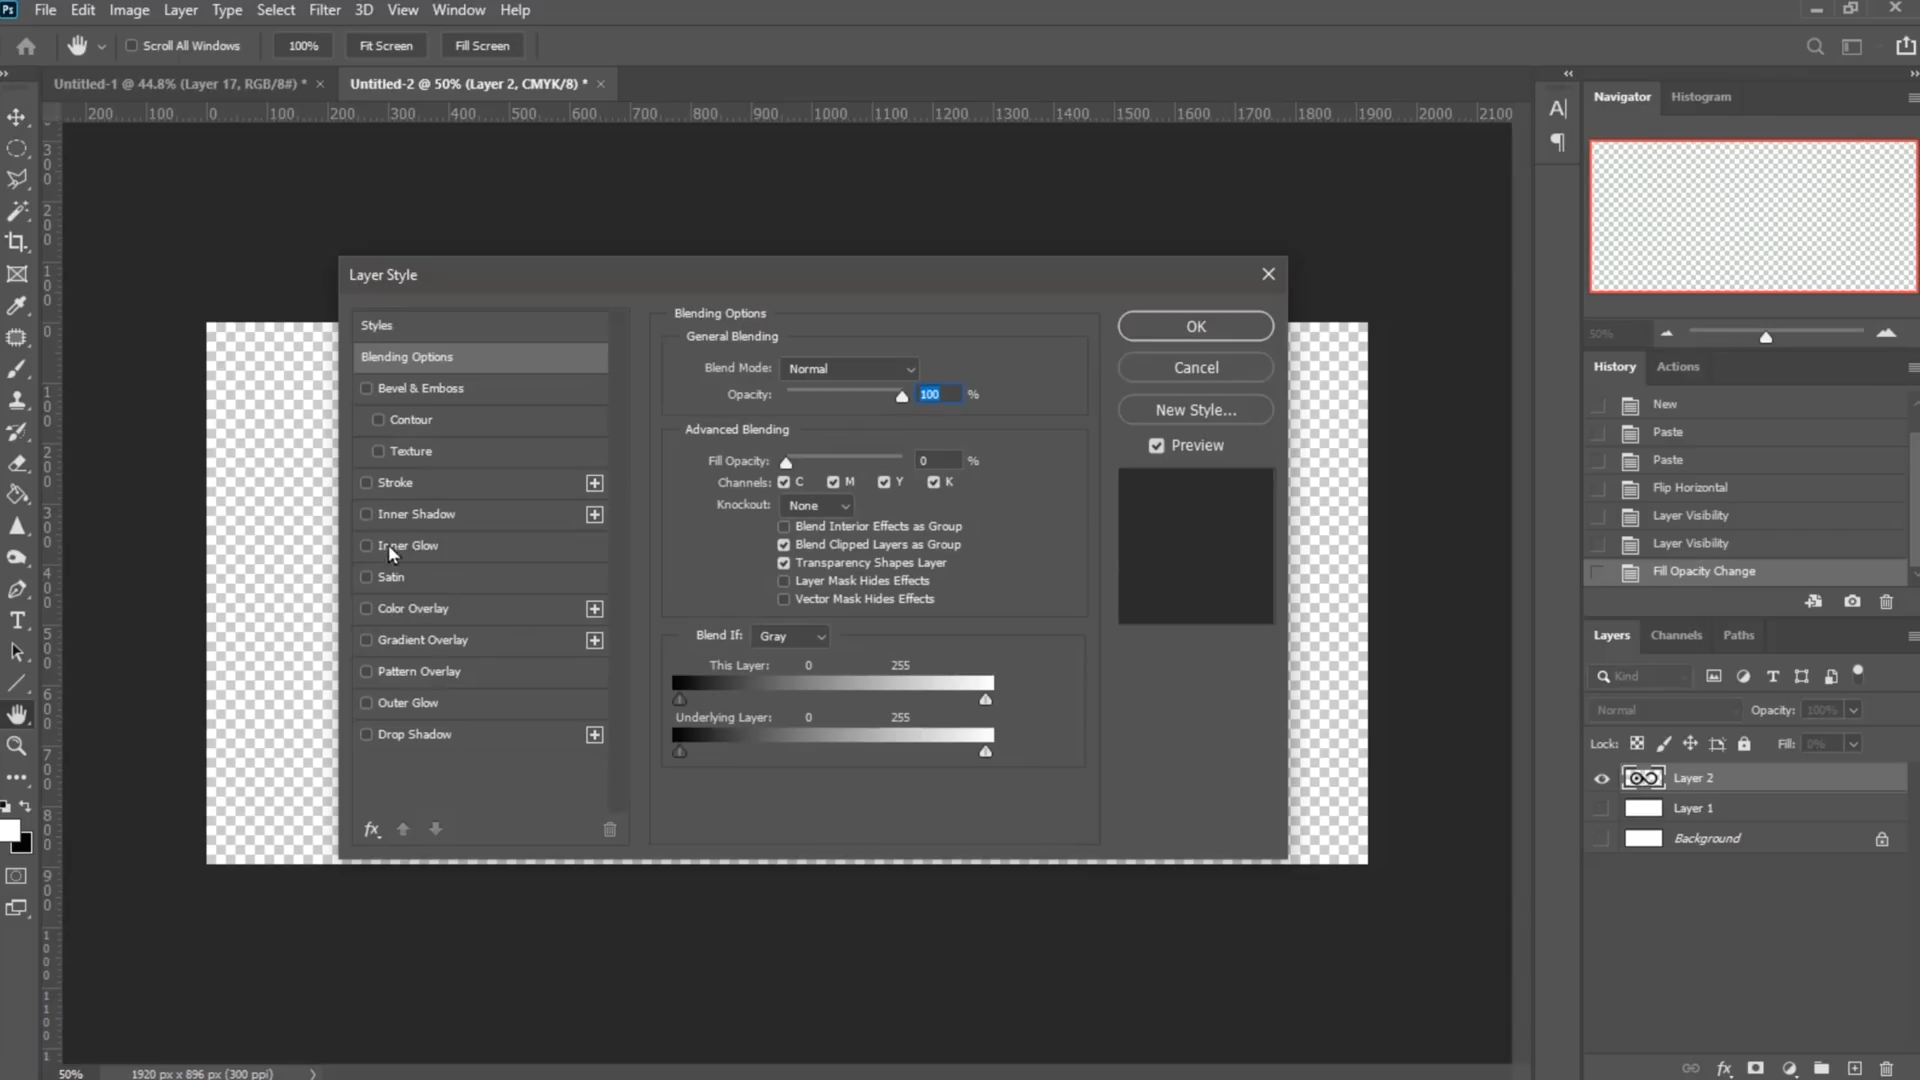 Ps File Edit Image Layer Type Select Filter 3D View Window Help
Scroll All Windows 100% Fit Screen Fill Screen
Untitled-1 @ 44.8% (Layer 17, RGB/8#) * × Untitled-2 @ 50% (Layer 2, CMYK/8) * ×
200 100 0 100 200 300 400 500 600 700 800 900 1000 1100 1200 1300 1400 1500 1600 1700 1800 1900 2000 2100
Navigator Histogram
50%
History Actions
New
Paste
Paste
Flip Horizontal
Layer Visibility
Layer Visibility
Fill Opacity Change
Layers Channels Paths
Kind
Normal Opacity: 100%
Lock: Fill: 0%
Layer 2
Layer 1
Background
Layer Style
Styles
Blending Options
Bevel & Emboss
Contour
Texture
Stroke
Inner Shadow
Inner Glow
Satin
Color Overlay
Gradient Overlay
Pattern Overlay
Outer Glow
Drop Shadow
fx
Blending Options
General Blending
Blend Mode: Normal
Opacity: 100 %
Advanced Blending
Fill Opacity: 0 %
Channels: C M Y K
Knockout: None
Blend Interior Effects as Group
Blend Clipped Layers as Group
Transparency Shapes Layer
Layer Mask Hides Effects
Vector Mask Hides Effects
Blend If: Gray
This Layer: 0 255
Underlying Layer: 0 255
OK
Cancel
New Style...
Preview
50% 1920 px x 896 px (300 ppi)
fx